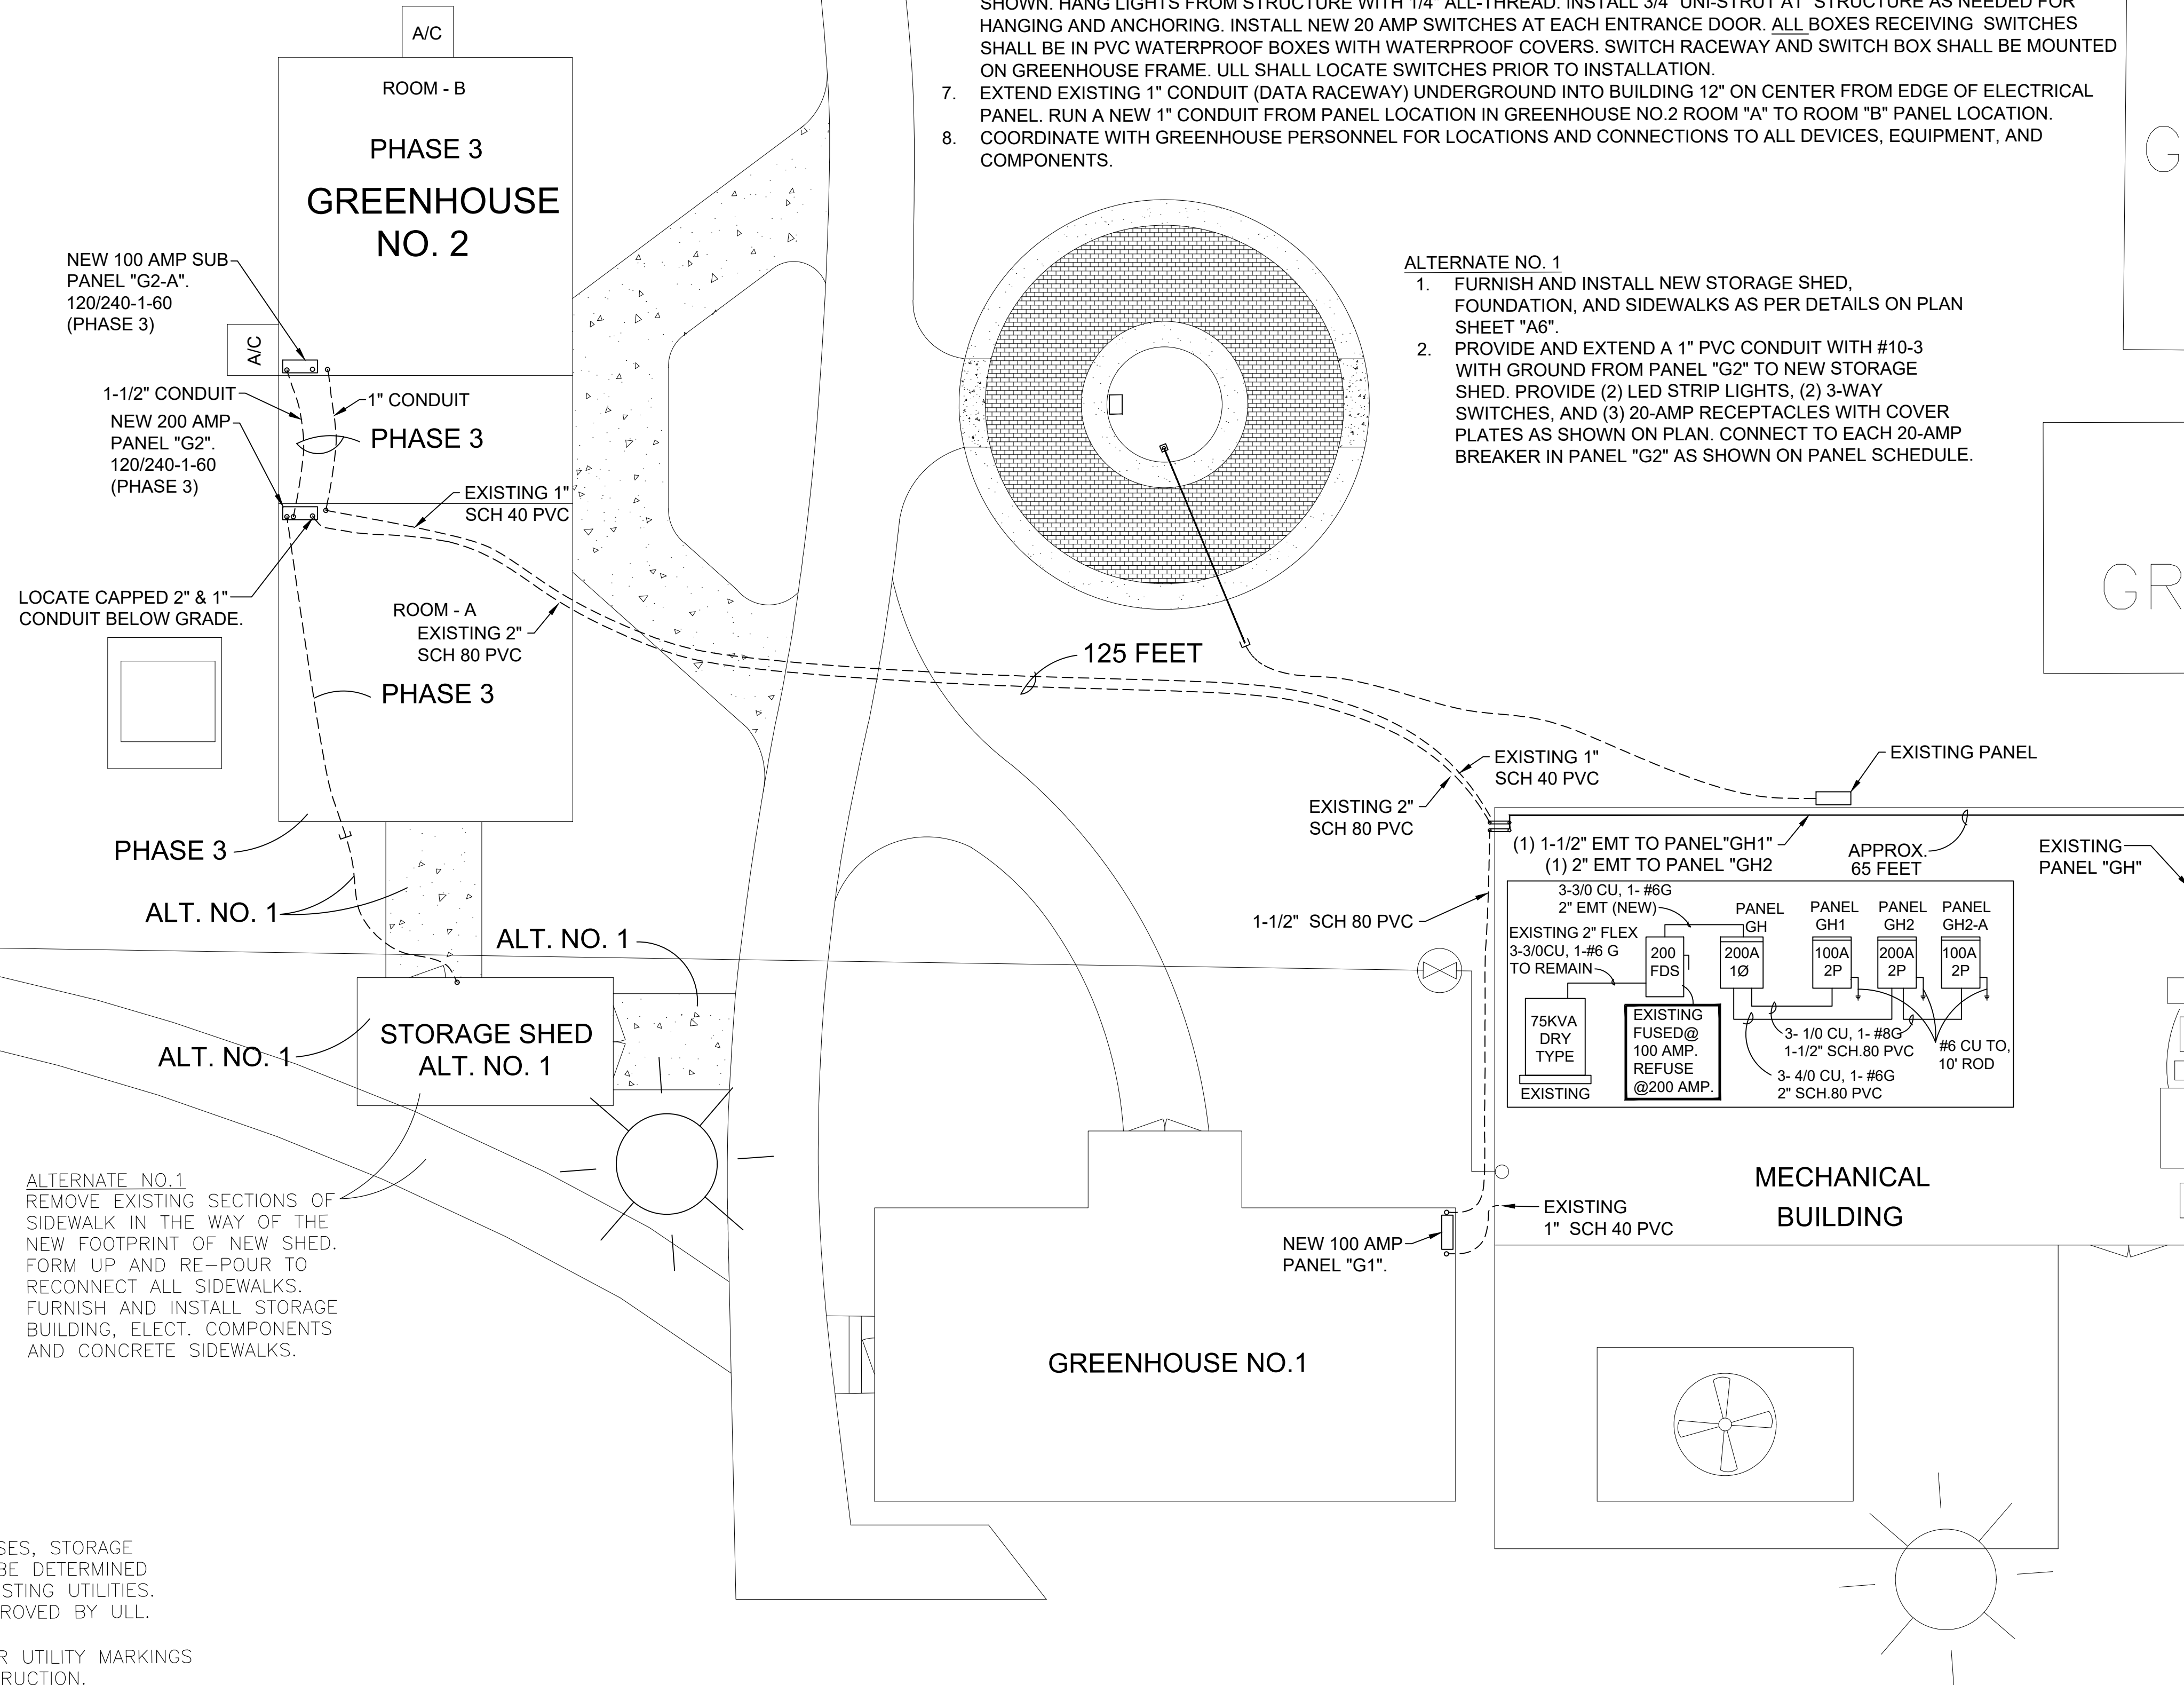 SHOWN. HANG LIGHTS FROM STRUCTURE WITH 1/4" ALL-THREAD. INSTALL 3/4" UNI-STRUT AT STRUCTURE AS NEEDED FOR
HANGING AND ANCHORING. INSTALL NEW 20 AMP SWITCHES AT EACH ENTRANCE DOOR. ALL BOXES RECEIVING SWITCHES
SHALL BE IN PVC WATERPROOF BOXES WITH WATERPROOF COVERS. SWITCH RACEWAY AND SWITCH BOX SHALL BE MOUNTED
ON GREENHOUSE FRAME. ULL SHALL LOCATE SWITCHES PRIOR TO INSTALLATION.
7. EXTEND EXISTING 1" CONDUIT (DATA RACEWAY) UNDERGROUND INTO BUILDING 12" ON CENTER FROM EDGE OF ELECTRICAL
PANEL. RUN A NEW 1" CONDUIT FROM PANEL LOCATION IN GREENHOUSE NO.2 ROOM "A" TO ROOM "B" PANEL LOCATION.
8. COORDINATE WITH GREENHOUSE PERSONNEL FOR LOCATIONS AND CONNECTIONS TO ALL DEVICES, EQUIPMENT, AND
COMPONENTS.
A/C
ROOM - B
PHASE 3
GREENHOUSE
NO. 2
NEW 100 AMP SUB
PANEL "G2-A".
120/240-1-60
(PHASE 3)
A/C
1-1/2" CONDUIT
1" CONDUIT
NEW 200 AMP
PANEL "G2".
120/240-1-60
(PHASE 3)
PHASE 3
EXISTING 1"
SCH 40 PVC
LOCATE CAPPED 2" & 1"
CONDUIT BELOW GRADE.
ROOM - A
EXISTING 2"
SCH 80 PVC
PHASE 3
PHASE 3
ALT. NO. 1
ALT. NO. 1
ALT. NO. 1
STORAGE SHED
ALT. NO. 1
ALTERNATE NO. 1
1. FURNISH AND INSTALL NEW STORAGE SHED,
FOUNDATION, AND SIDEWALKS AS PER DETAILS ON PLAN
SHEET "A6".
2. PROVIDE AND EXTEND A 1" PVC CONDUIT WITH #10-3
WITH GROUND FROM PANEL "G2" TO NEW STORAGE
SHED. PROVIDE (2) LED STRIP LIGHTS, (2) 3-WAY
SWITCHES, AND (3) 20-AMP RECEPTACLES WITH COVER
PLATES AS SHOWN ON PLAN. CONNECT TO EACH 20-AMP
BREAKER IN PANEL "G2" AS SHOWN ON PANEL SCHEDULE.
G
GR
125 FEET
EXISTING 1"
SCH 40 PVC
EXISTING PANEL
EXISTING 2"
SCH 80 PVC
(1) 1-1/2" EMT TO PANEL"GH1"
(1) 2" EMT TO PANEL "GH2
APPROX.
65 FEET
EXISTING
PANEL "GH"
1-1/2" SCH 80 PVC
3-3/0 CU, 1- #6G
2" EMT (NEW)
EXISTING 2" FLEX
3-3/0CU, 1-#6 G
TO REMAIN
PANEL
GH
PANEL
GH1
PANEL
GH2
PANEL
GH2-A
200
FDS
200A
1Ø
100A
2P
200A
2P
100A
2P
75KVA
DRY
TYPE
EXISTING
EXISTING
FUSED@
100 AMP.
REFUSE
@200 AMP.
3- 1/0 CU, 1- #8G
1-1/2" SCH.80 PVC
3- 4/0 CU, 1- #6G
2" SCH.80 PVC
#6 CU TO,
10' ROD
MECHANICAL
BUILDING
EXISTING
1" SCH 40 PVC
NEW 100 AMP
PANEL "G1".
GREENHOUSE NO.1
ALTERNATE NO.1
REMOVE EXISTING SECTIONS OF
SIDEWALK IN THE WAY OF THE
NEW FOOTPRINT OF NEW SHED.
FORM UP AND RE-POUR TO
RECONNECT ALL SIDEWALKS.
FURNISH AND INSTALL STORAGE
BUILDING, ELECT. COMPONENTS
AND CONCRETE SIDEWALKS.
SES, STORAGE
BE DETERMINED
STING UTILITIES.
ROVED BY ULL.
R UTILITY MARKINGS
TRUCTION.